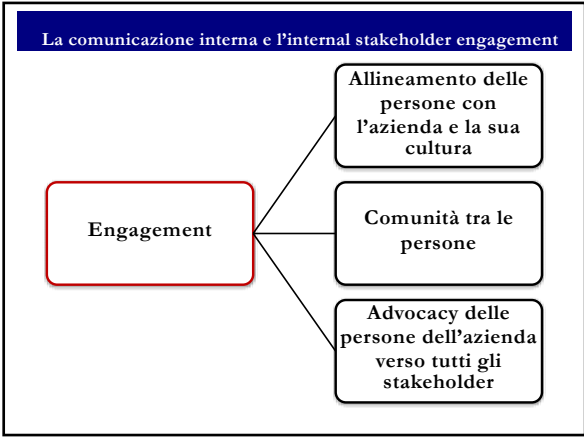 La comunicazione interna e l’internal stakeholder engagement
Allineamento delle
persone con
l’azienda e la sua
cultura
Engagement
Comunità tra le
persone
Advocacy delle
persone dell’azienda
verso tutti gli
stakeholder